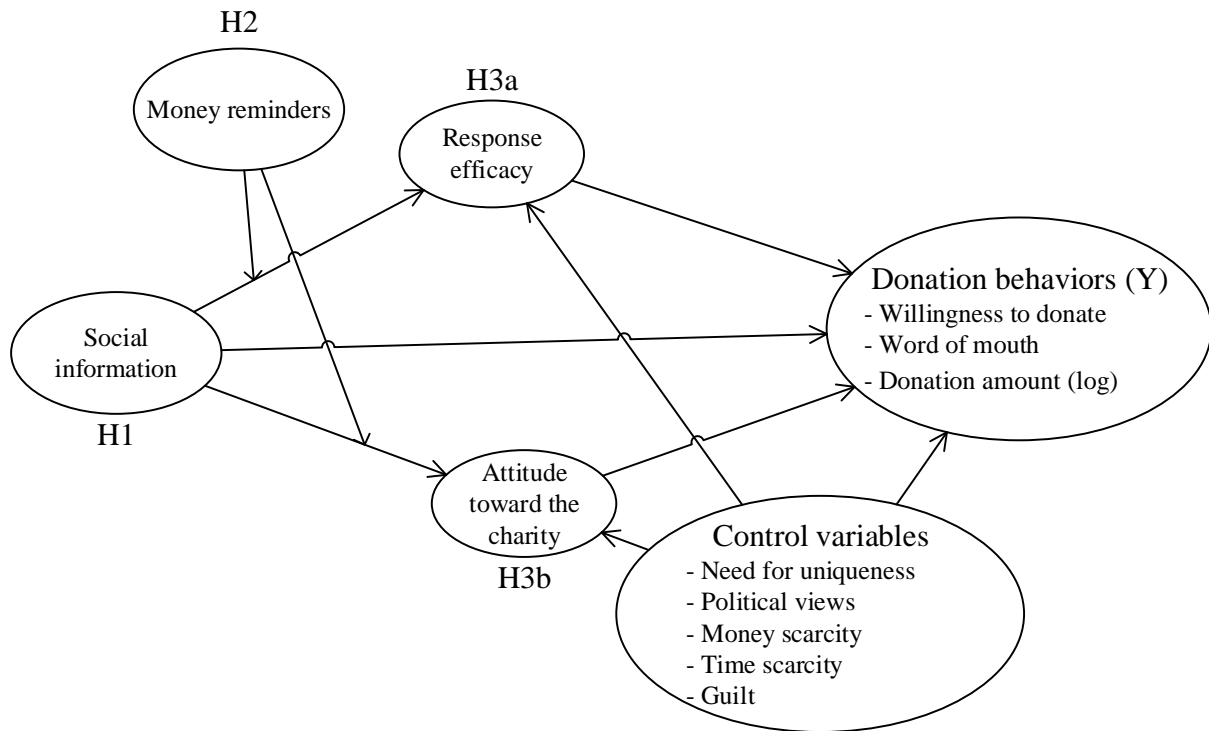 H2
Money reminders
H3a
Response
efficacy
Social
information
H1
Donation behaviors (Y)
- Willingness to donate
- Word of mouth
- Donation amount (log)
Attitude
toward the
charity
H3b
Control variables
- Need for uniqueness
- Political views
- Money scarcity
- Time scarcity
- Guilt